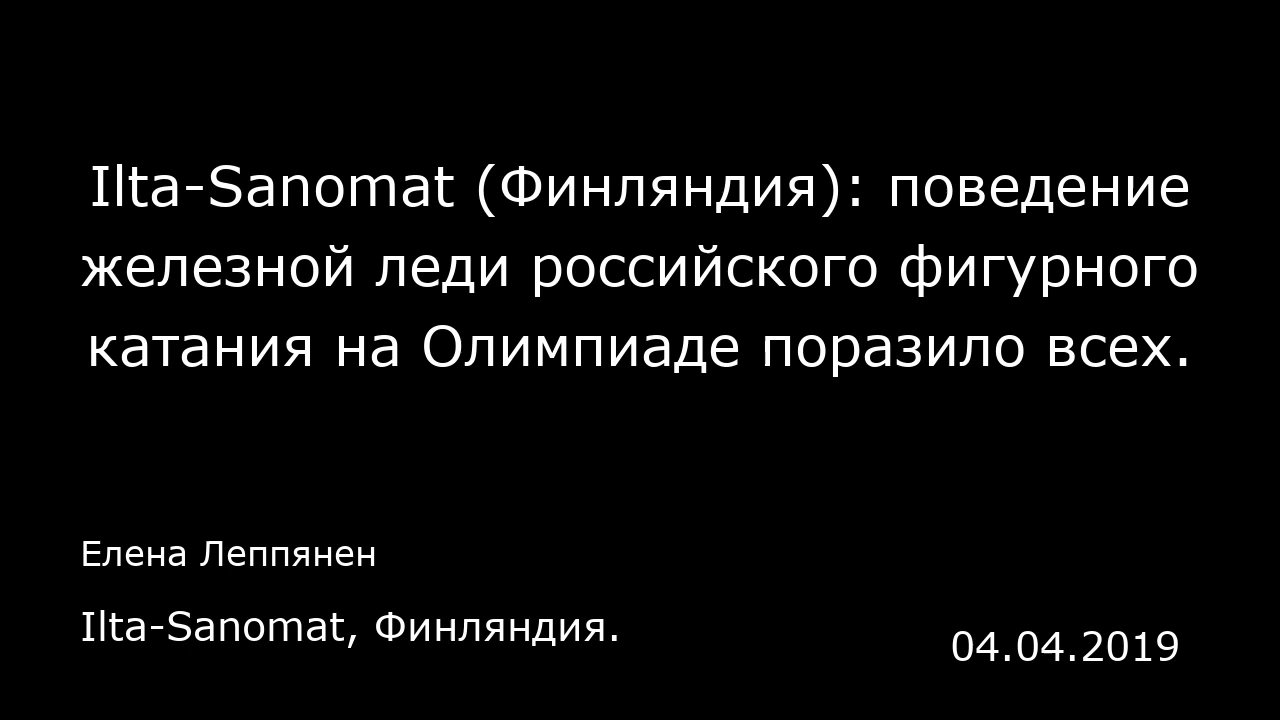 Ilta-Sanomat (Финляндия): поведение
железной леди российского фигурного
катания на Олимпиаде поразило всех.
Елена Леппянен
Ilta-Sanomat, Финляндия.
04.04.2019